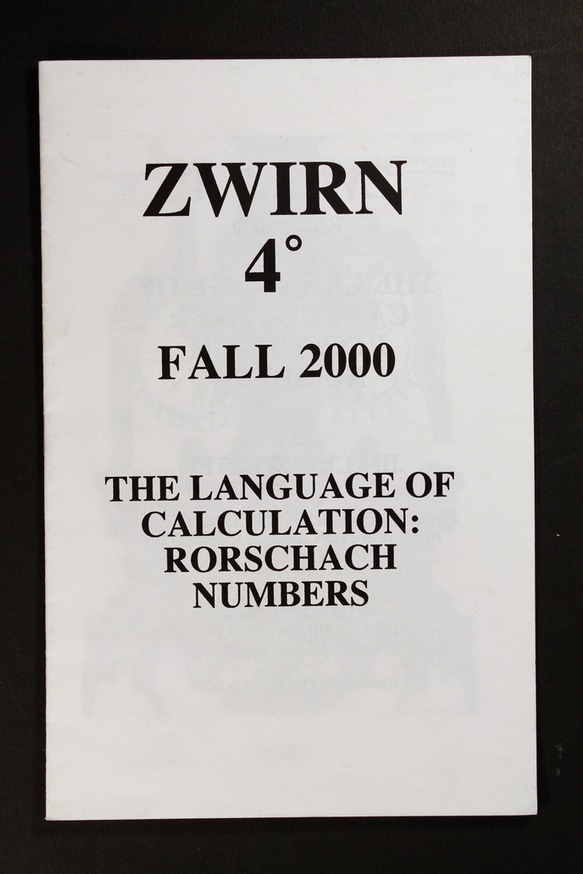 ZWIRN
4°
FALL 2000
THE LANGUAGE OF
CALCULATION:
RORSCHACH
NUMBERS